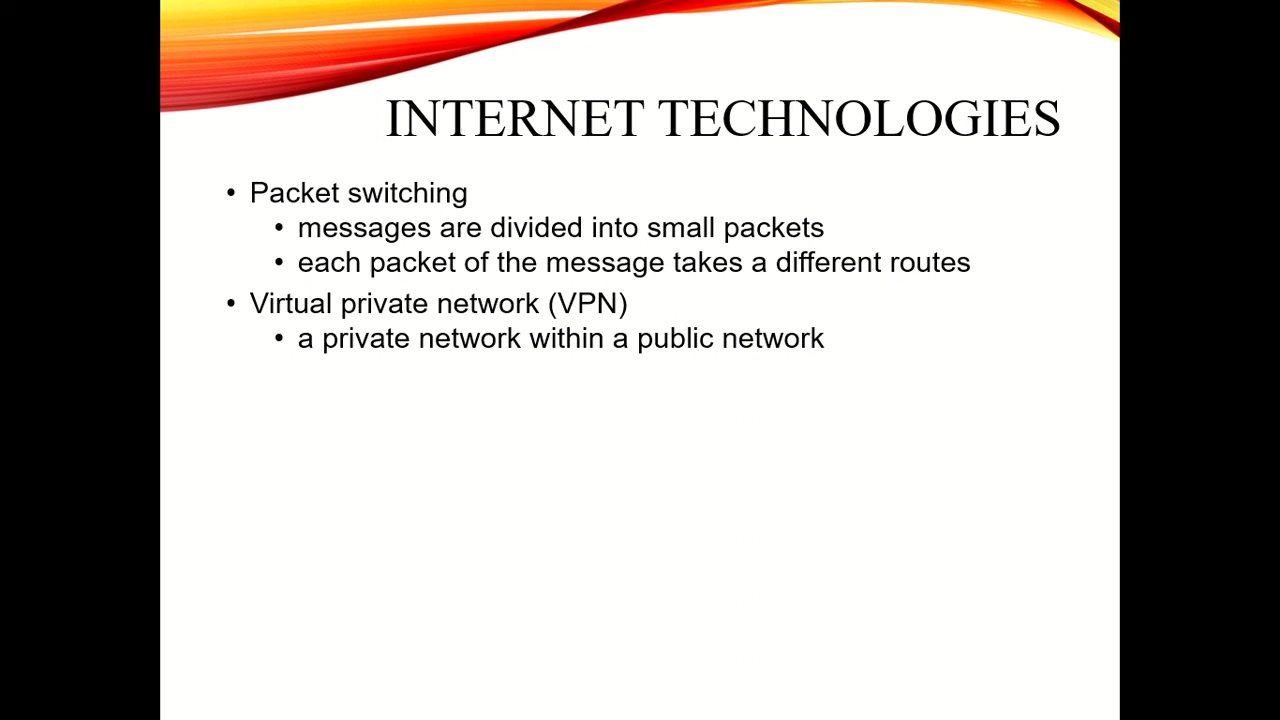 INTERNET TECHNOLOGIES
• Packet switching
• messages are divided into small packets
• each packet of the message takes a different routes
• Virtual private network (VPN)
• a private network within a public network